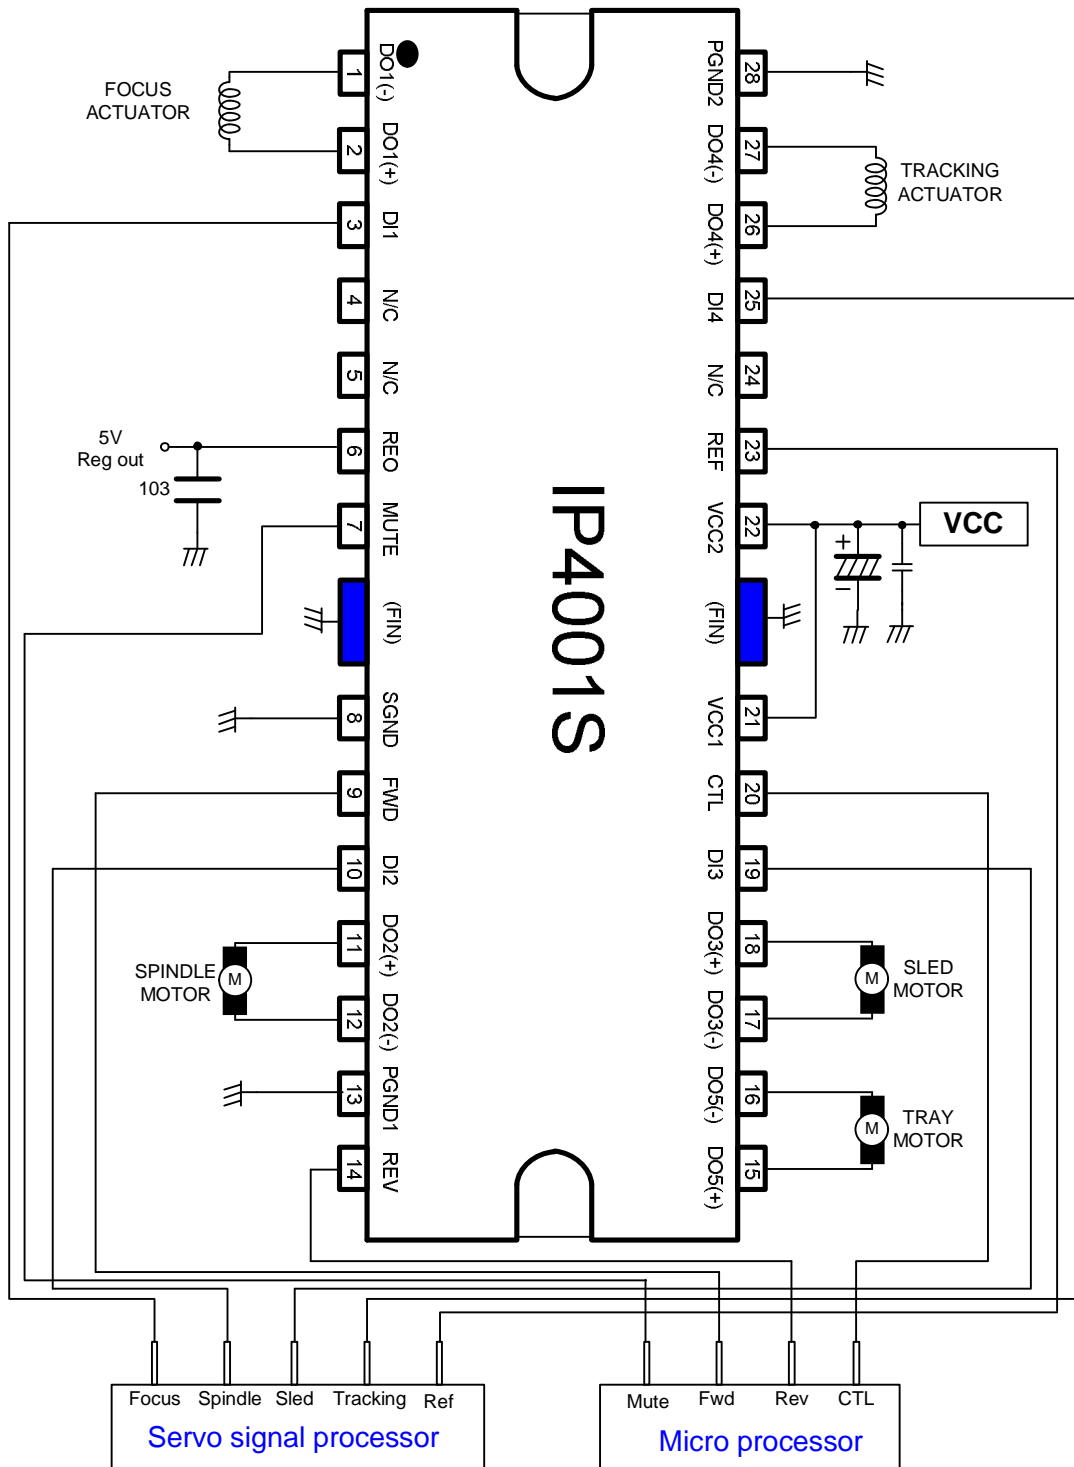 FOCUS
ACTUATOR
1 DO1(-)
2 DO1(+)
3 DI1
4 N/C
5 N/C
5V
Reg out
103
6 REO
7 MUTE
(FIN)
8 SGND
9 FWD
10 DI2
SPINDLE
MOTOR
M
11 DO2(+)
12 DO2(-)
13 PGND1
14 REV
IP4001S
PGND2 28
DO4(-) 27
DO4(+) 26
TRACKING
ACTUATOR
DI4 25
N/C 24
REF 23
VCC2 22
VCC
+
−
(FIN)
VCC1 21
CTL 20
DI3 19
DO3(+) 18
DO3(-) 17
M
SLED
MOTOR
DO5(-) 16
DO5(+) 15
M
TRAY
MOTOR
Focus Spindle Sled Tracking Ref
Servo signal processor
Mute Fwd Rev CTL
Micro processor